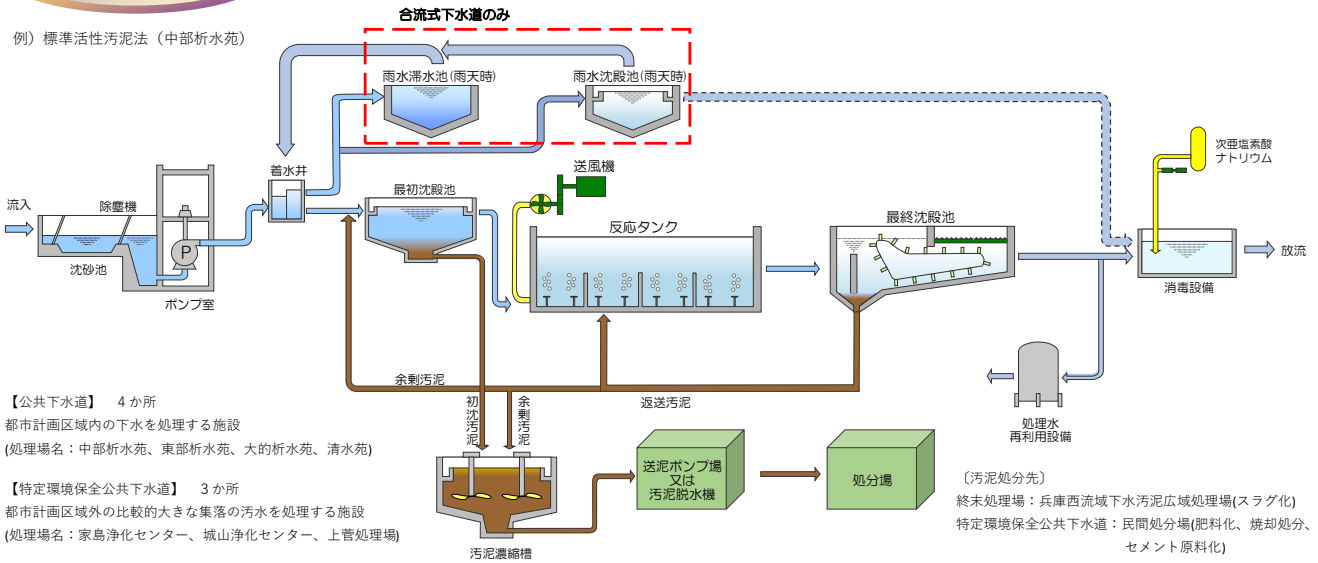 合流式下水道のみ
例）標準活性汚泥法（中部析水苑）
雨水滞水池(雨天時)
雨水沈殿池(雨天時)
次亜塩素酸
ナトリウム
着水井
送風機
最初沈殿池
流入
除塵機
反応タンク
最終沈殿池
P
沈砂池
放流
消毒設備
ポンプ室
余剰汚泥
返送汚泥
初沈汚泥
余剰汚泥
処理水
再利用設備
【公共下水道】　４か所
都市計画区域内の下水を処理する施設
(処理場名：中部析水苑、東部析水苑、大的析水苑、清水苑)
送泥ポンプ場
又は
汚泥脱水機
処分場
【特定環境保全公共下水道】　３か所
都市計画区域外の比較的大きな集落の汚水を処理する施設
(処理場名：家島浄化センター、城山浄化センター、上菅処理場)
汚泥濃縮槽
〔汚泥処分先〕
終末処理場：兵庫西流域下水汚泥広域処理場(スラグ化)
特定環境保全公共下水道：民間処分場(肥料化、焼却処分、
セメント原料化)